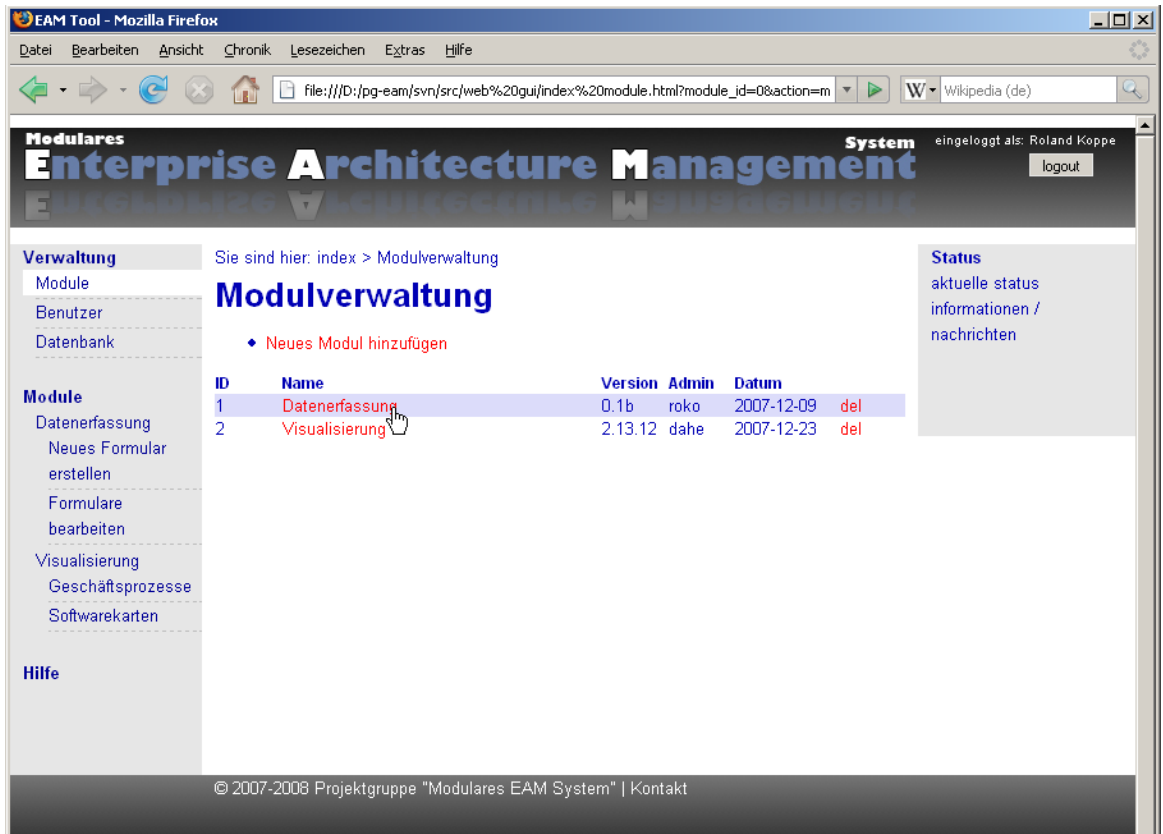 EAM Tool - Mozilla Firefox
Datei Bearbeiten Ansicht Chronik Lesezeichen Extras Hilfe
file:///D:/pg-eam/svn/src/web%20gui/index%20module.html?module_id=0&action=m
W Wikipedia (de)
Modulares
System
Enterprise Architecture Management
eingeloggt als: Roland Koppe
logout
Verwaltung
Module
Benutzer
Datenbank
Module
Datenerfassung
Neues Formular
erstellen
Formulare
bearbeiten
Visualisierung
Geschäftsprozesse
Softwarekarten
Hilfe
Sie sind hier: index > Modulverwaltung
Modulverwaltung
Neues Modul hinzufügen
ID Name Version Admin Datum
1 Datenerfassung 0.1b roko 2007-12-09 del
2 Visualisierung 2.13.12 dahe 2007-12-23 del
Status
aktuelle status
informationen /
nachrichten
© 2007-2008 Projektgruppe "Modulares EAM System" | Kontakt